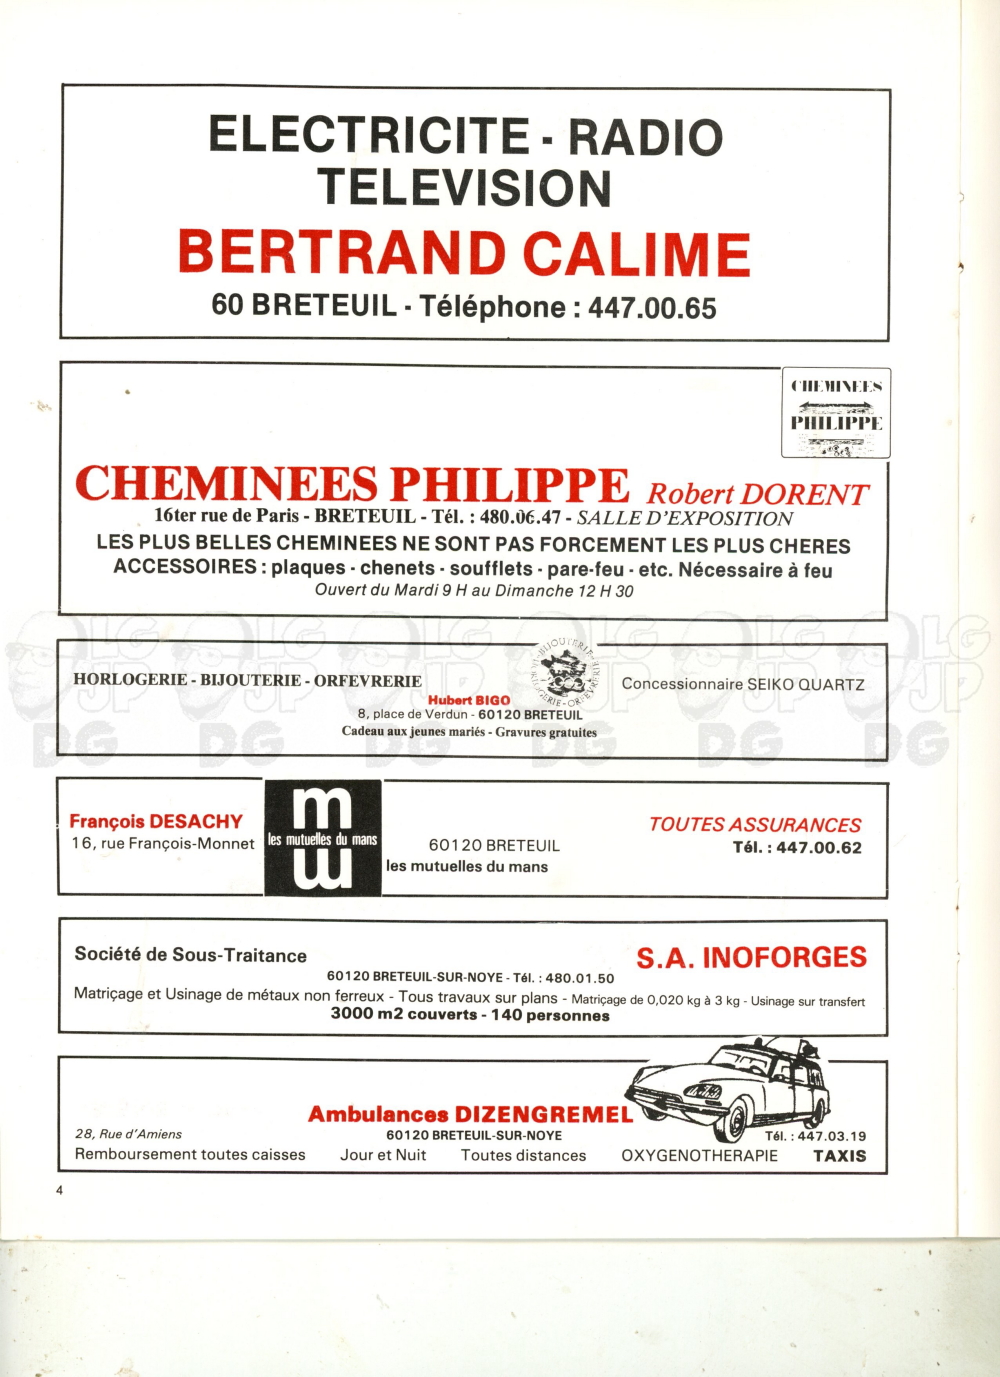 ELECTRICITE - RADIO
TELEVISION
BERTRAND CALIME
60 BRETEUIL - Téléphone : 447.00.65
CHEMINEES
PHILIPPE
CHEMINEES PHILIPPE Robert DORENT
16ter rue de Paris - BRETEUIL - Tél. : 480.06.47 - SALLE D'EXPOSITION
LES PLUS BELLES CHEMINEES NE SONT PAS FORCEMENT LES PLUS CHERES
ACCESSOIRES : plaques - chenets - soufflets - pare-feu - etc. Nécessaire à feu
Ouvert du Mardi 9 H au Dimanche 12 H 30
HORLOGERIE - BIJOUTERIE - ORFEVRERIE
Concessionnaire SEIKO QUARTZ
Hubert BIGO
8, place de Verdun - 60120 BRETEUIL
Cadeau aux jeunes mariés - Gravures gratuites
François DESACHY
16, rue François-Monnet
les mutuelles du mans
60120 BRETEUIL
les mutuelles du mans
TOUTES ASSURANCES
Tél. : 447.00.62
Société de Sous-Traitance
S.A. INOFORGES
60120 BRETEUIL-SUR-NOYE - Tél. : 480.01.50
Matriçage et Usinage de métaux non ferreux - Tous travaux sur plans - Matriçage de 0,020 kg à 3 kg - Usinage sur transfert
3000 m2 couverts - 140 personnes
Ambulances DIZENGREMEL
28, Rue d'Amiens
60120 BRETEUIL-SUR-NOYE
Tél. : 447.03.19
Remboursement toutes caisses Jour et Nuit Toutes distances OXYGENOTHERAPIE TAXIS
4